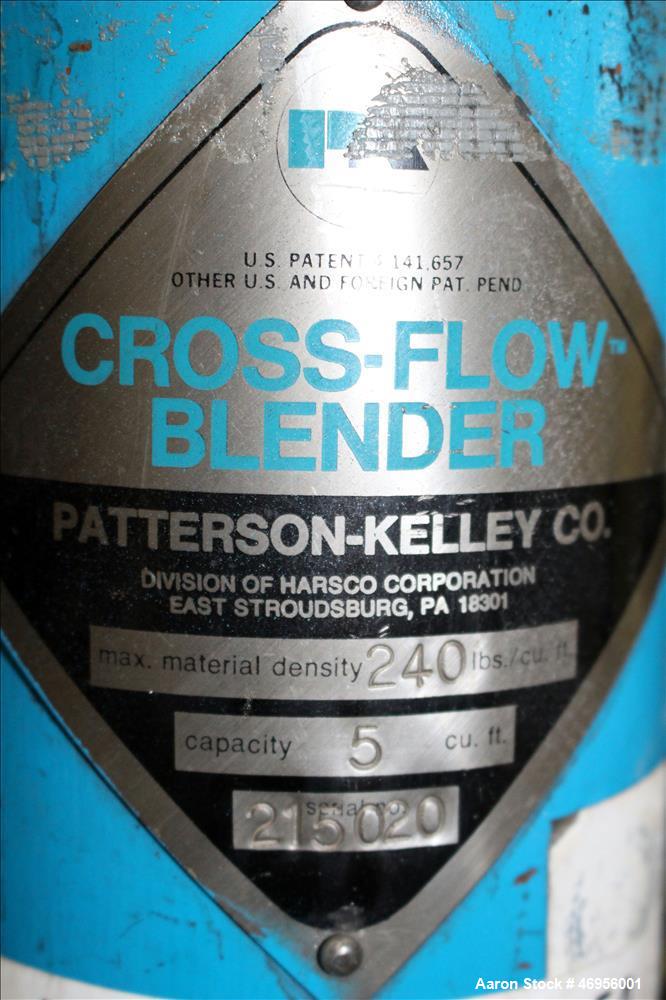 PK
U.S. PATENT 4 141,657
OTHER U.S. AND FOREIGN PAT. PEND
CROSS-FLOW™
BLENDER
PATTERSON-KELLEY CO.
DIVISION OF HARSCO CORPORATION
EAST STROUDSBURG, PA 18301
max. material density 240 lbs./cu. ft.
capacity 5 cu. ft.
serial no.
215020
Aaron Stock # 46956001